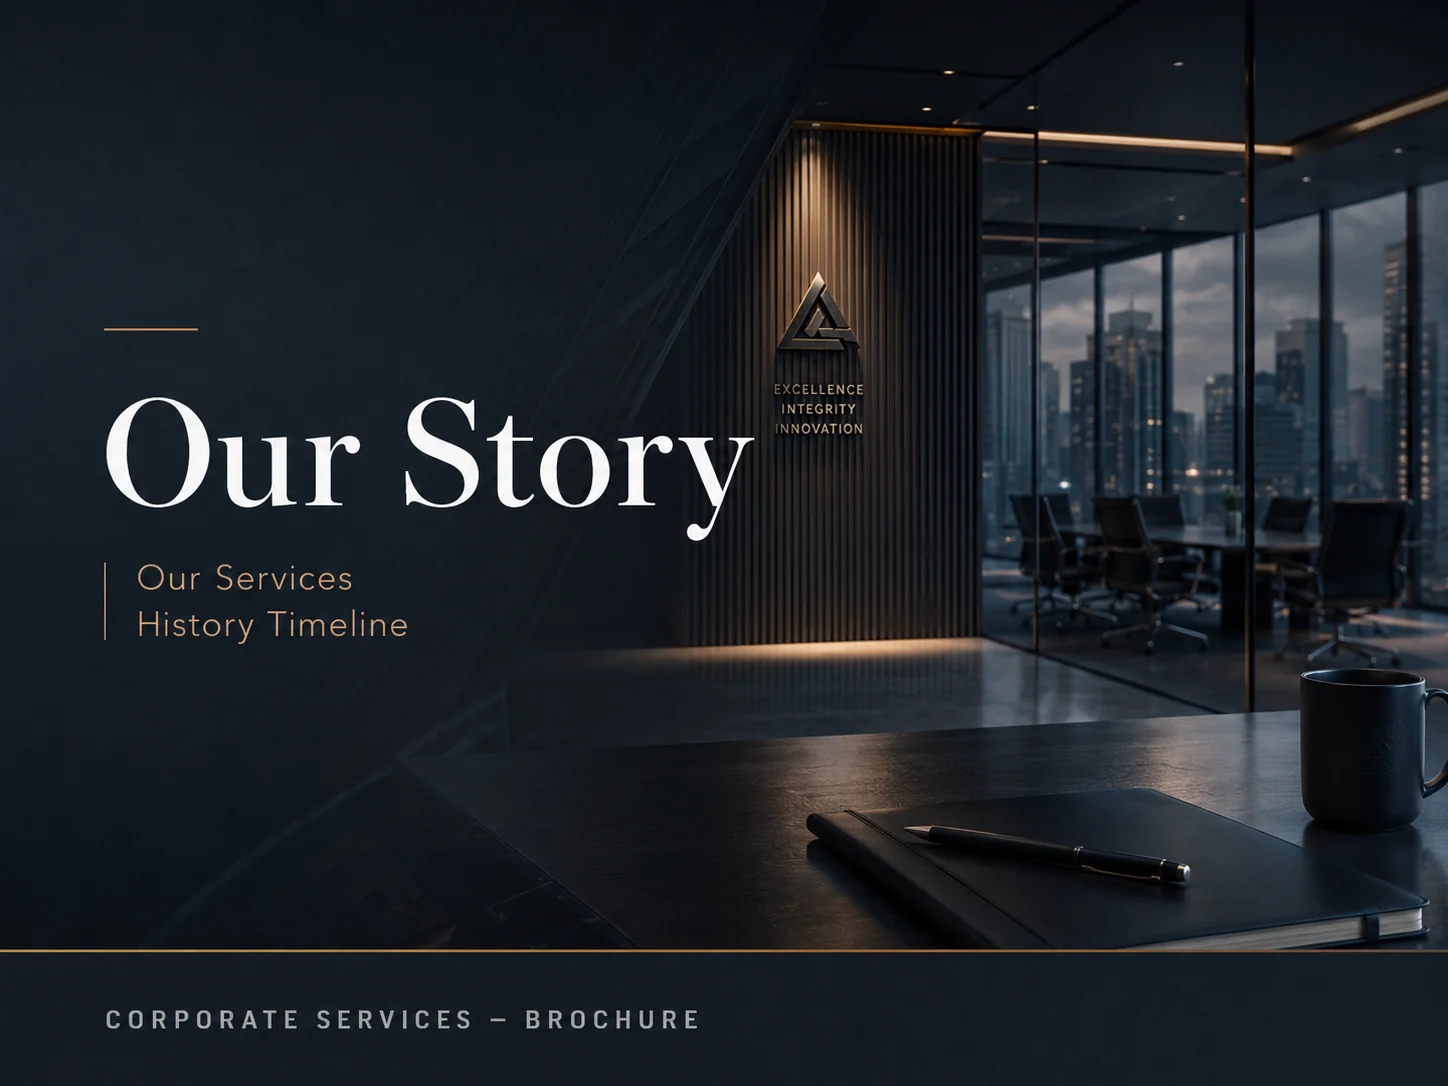 EXCELLENCE
INTEGRITY
INNOVATION
Our Story
Our Services
History Timeline
CORPORATE SERVICES – BROCHURE